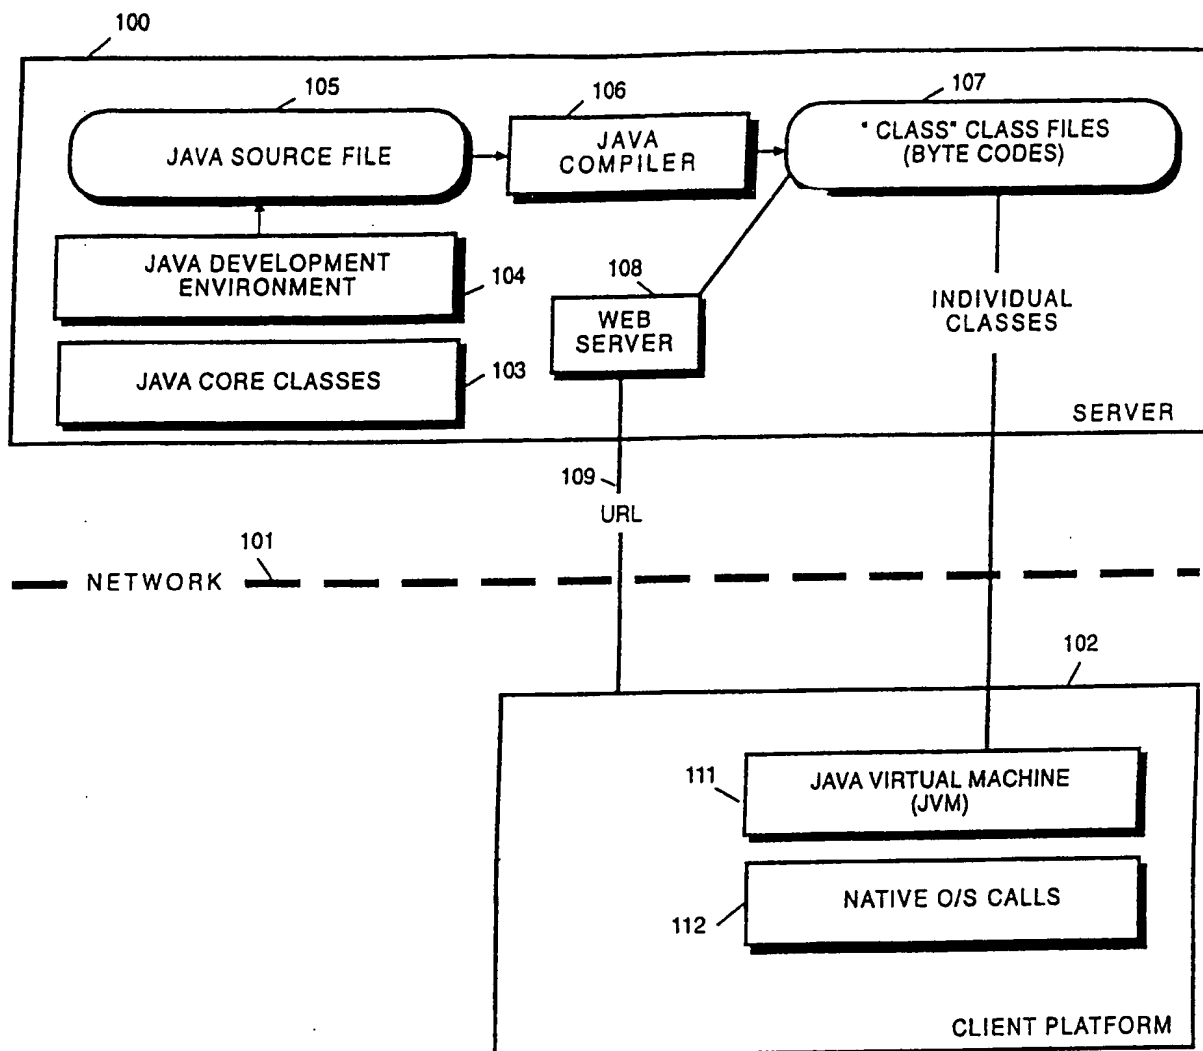 100
105
106
107
JAVA SOURCE FILE
JAVA
COMPILER
" CLASS" CLASS FILES
(BYTE CODES)
JAVA DEVELOPMENT
ENVIRONMENT
104
108
WEB
SERVER
INDIVIDUAL
CLASSES
JAVA CORE CLASSES
103
SERVER
109
URL
101
NETWORK
102
111
JAVA VIRTUAL MACHINE
(JVM)
112
NATIVE O/S CALLS
CLIENT PLATFORM